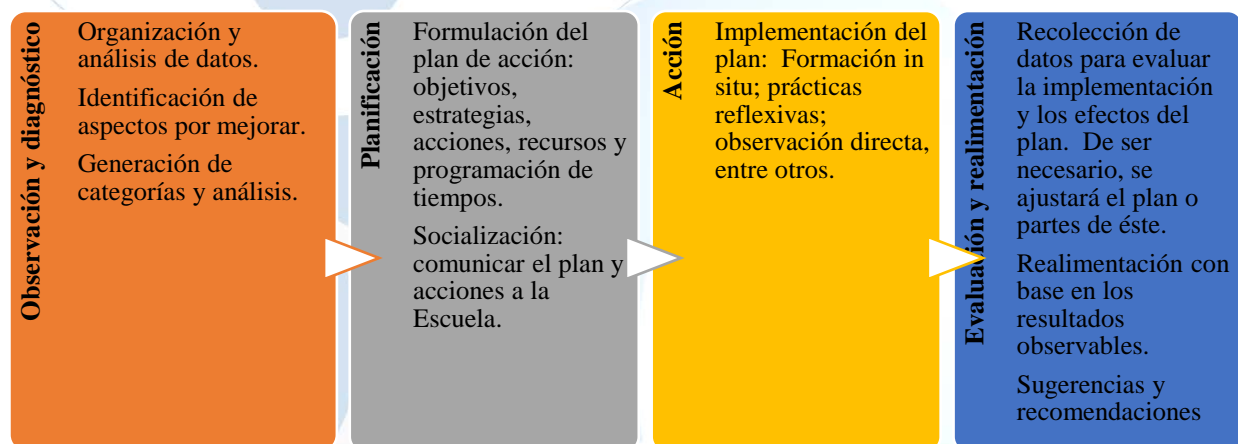 Observación y diagnóstico
Organización y
análisis de datos.
Identificación de
aspectos por mejorar.
Generación de
categorías y análisis.
Planificación
Formulación del
plan de acción:
objetivos,
estrategias,
acciones, recursos y
programación de
tiempos.
Socialización:
comunicar el plan y
acciones a la
Escuela.
Acción
Implementación del
plan: Formación in
situ; prácticas
reflexivas;
observación directa,
entre otros.
Evaluación y realimentación
Recolección de
datos para evaluar
la implementación
y los efectos del
plan. De ser
necesario, se
ajustará el plan o
partes de éste.
Realimentación con
base en los
resultados
observables.
Sugerencias y
recomendaciones